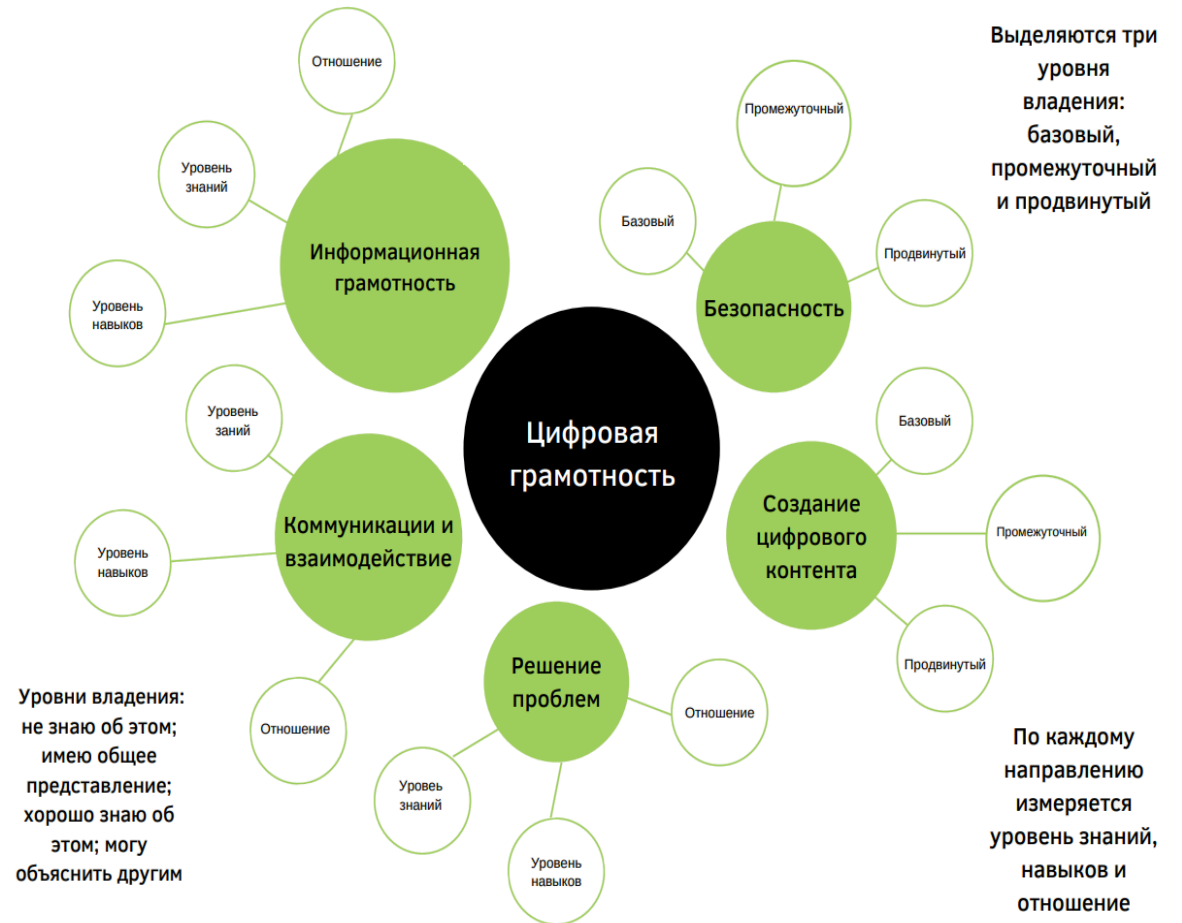 Отношение
Уровень
знаний
Уровень
навыков
Информационная
грамотность
Промежуточный
Базовый
Продвинутый
Безопасность
Выделяются три
уровня
владения:
базовый,
промежуточный
и продвинутый
Цифровая
грамотность
Уровень
заний
Уровень
навыков
Отношение
Коммуникации и
взаимодействие
Базовый
Промежуточный
Продвинутый
Создание
цифрового
контента
Решение
проблем
Отношение
Уровеь
знаний
Уровень
навыков
Уровни владения:
не знаю об этом;
имею общее
представление;
хорошо знаю об
этом; могу
объяснить другим
По каждому
направлению
измеряется
уровень знаний,
навыков и
отношение